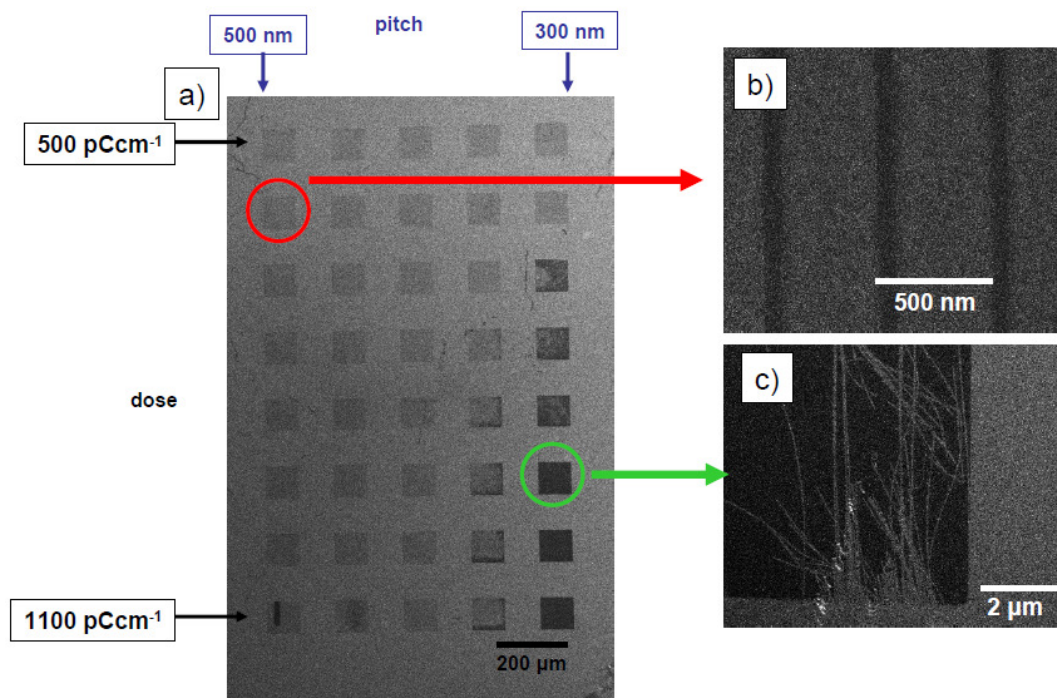 pitch
500 nm
300 nm
a)
500 pCcm⁻¹
dose
1100 pCcm⁻¹
200 µm
b)
500 nm
c)
2 µm